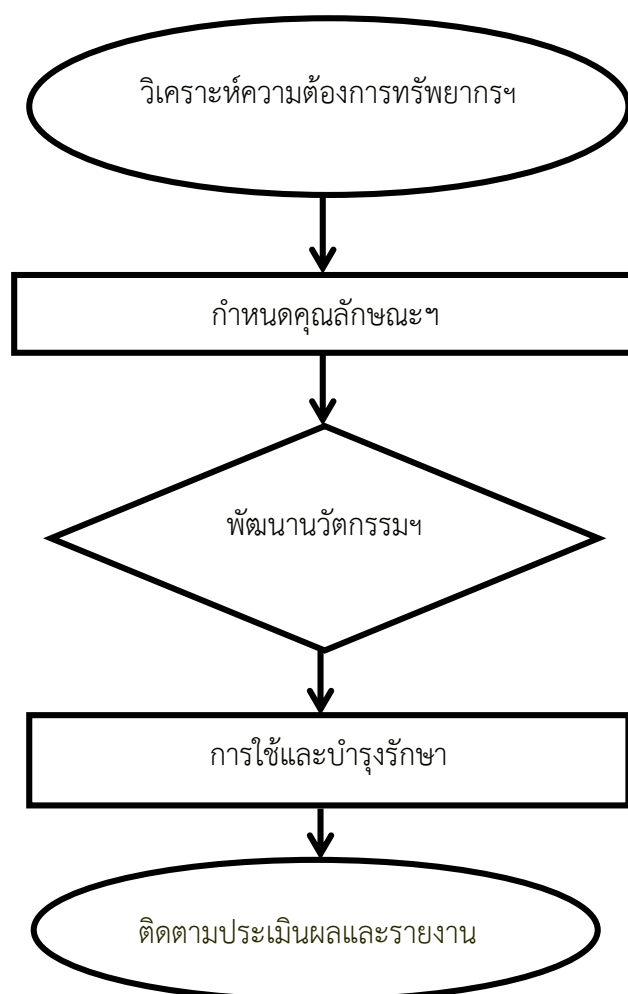 วิเคราะห์ความต้องการทรัพยากรฯ
กำหนดคุณลักษณะฯ
พัฒนานวัตกรรมฯ
การใช้และบำรุงรักษา
ติดตามประเมินผลและรายงาน